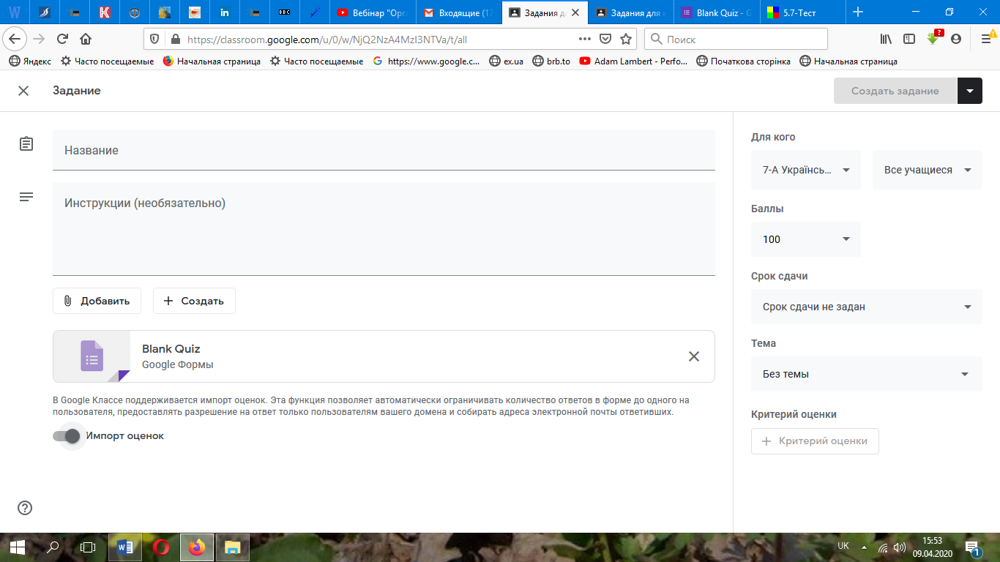 Вебінар "Орг
Входящие (17
Задания д
Задания для
Blank Quiz - G
5.7-Тест
https://classroom.google.com/u/0/w/NjQ2NzA4MzI3NTVa/t/all
Поиск
Яндекс
Часто посещаемые
Начальная страница
Часто посещаемые
https://www.google.c...
ex.ua
brb.to
Adam Lambert - Perfo...
Початкова сторінка
Начальная страница
Задание
Создать задание
Название
Инструкции (необязательно)
Добавить
Создать
Blank Quiz
Google Формы
В Google Классе поддерживается импорт оценок. Эта функция позволяет автоматически ограничивать количество ответов в форме до одного на
пользователя, предоставлять разрешение на ответ только пользователям вашего домена и собирать адреса электронной почты ответивших.
Импорт оценок
Для кого
7-А Українсь...
Все учащиеся
Баллы
100
Срок сдачи
Срок сдачи не задан
Тема
Без темы
Критерий оценки
Критерий оценки
UK
15:53
09.04.2020
1